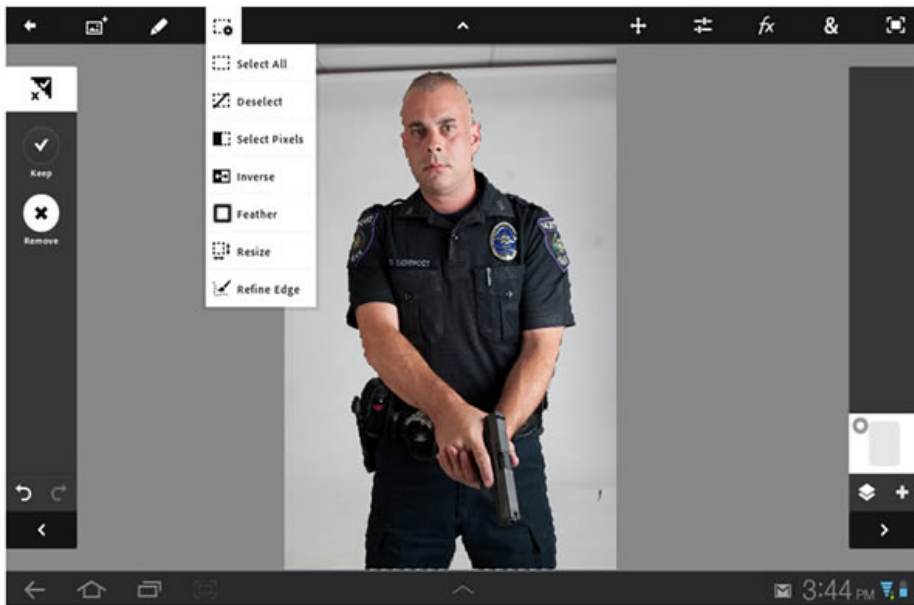 fx
&
Select All
Deselect
Select Pixels
Inverse
Feather
Resize
Refine Edge
Keep
Remove
3:44 PM